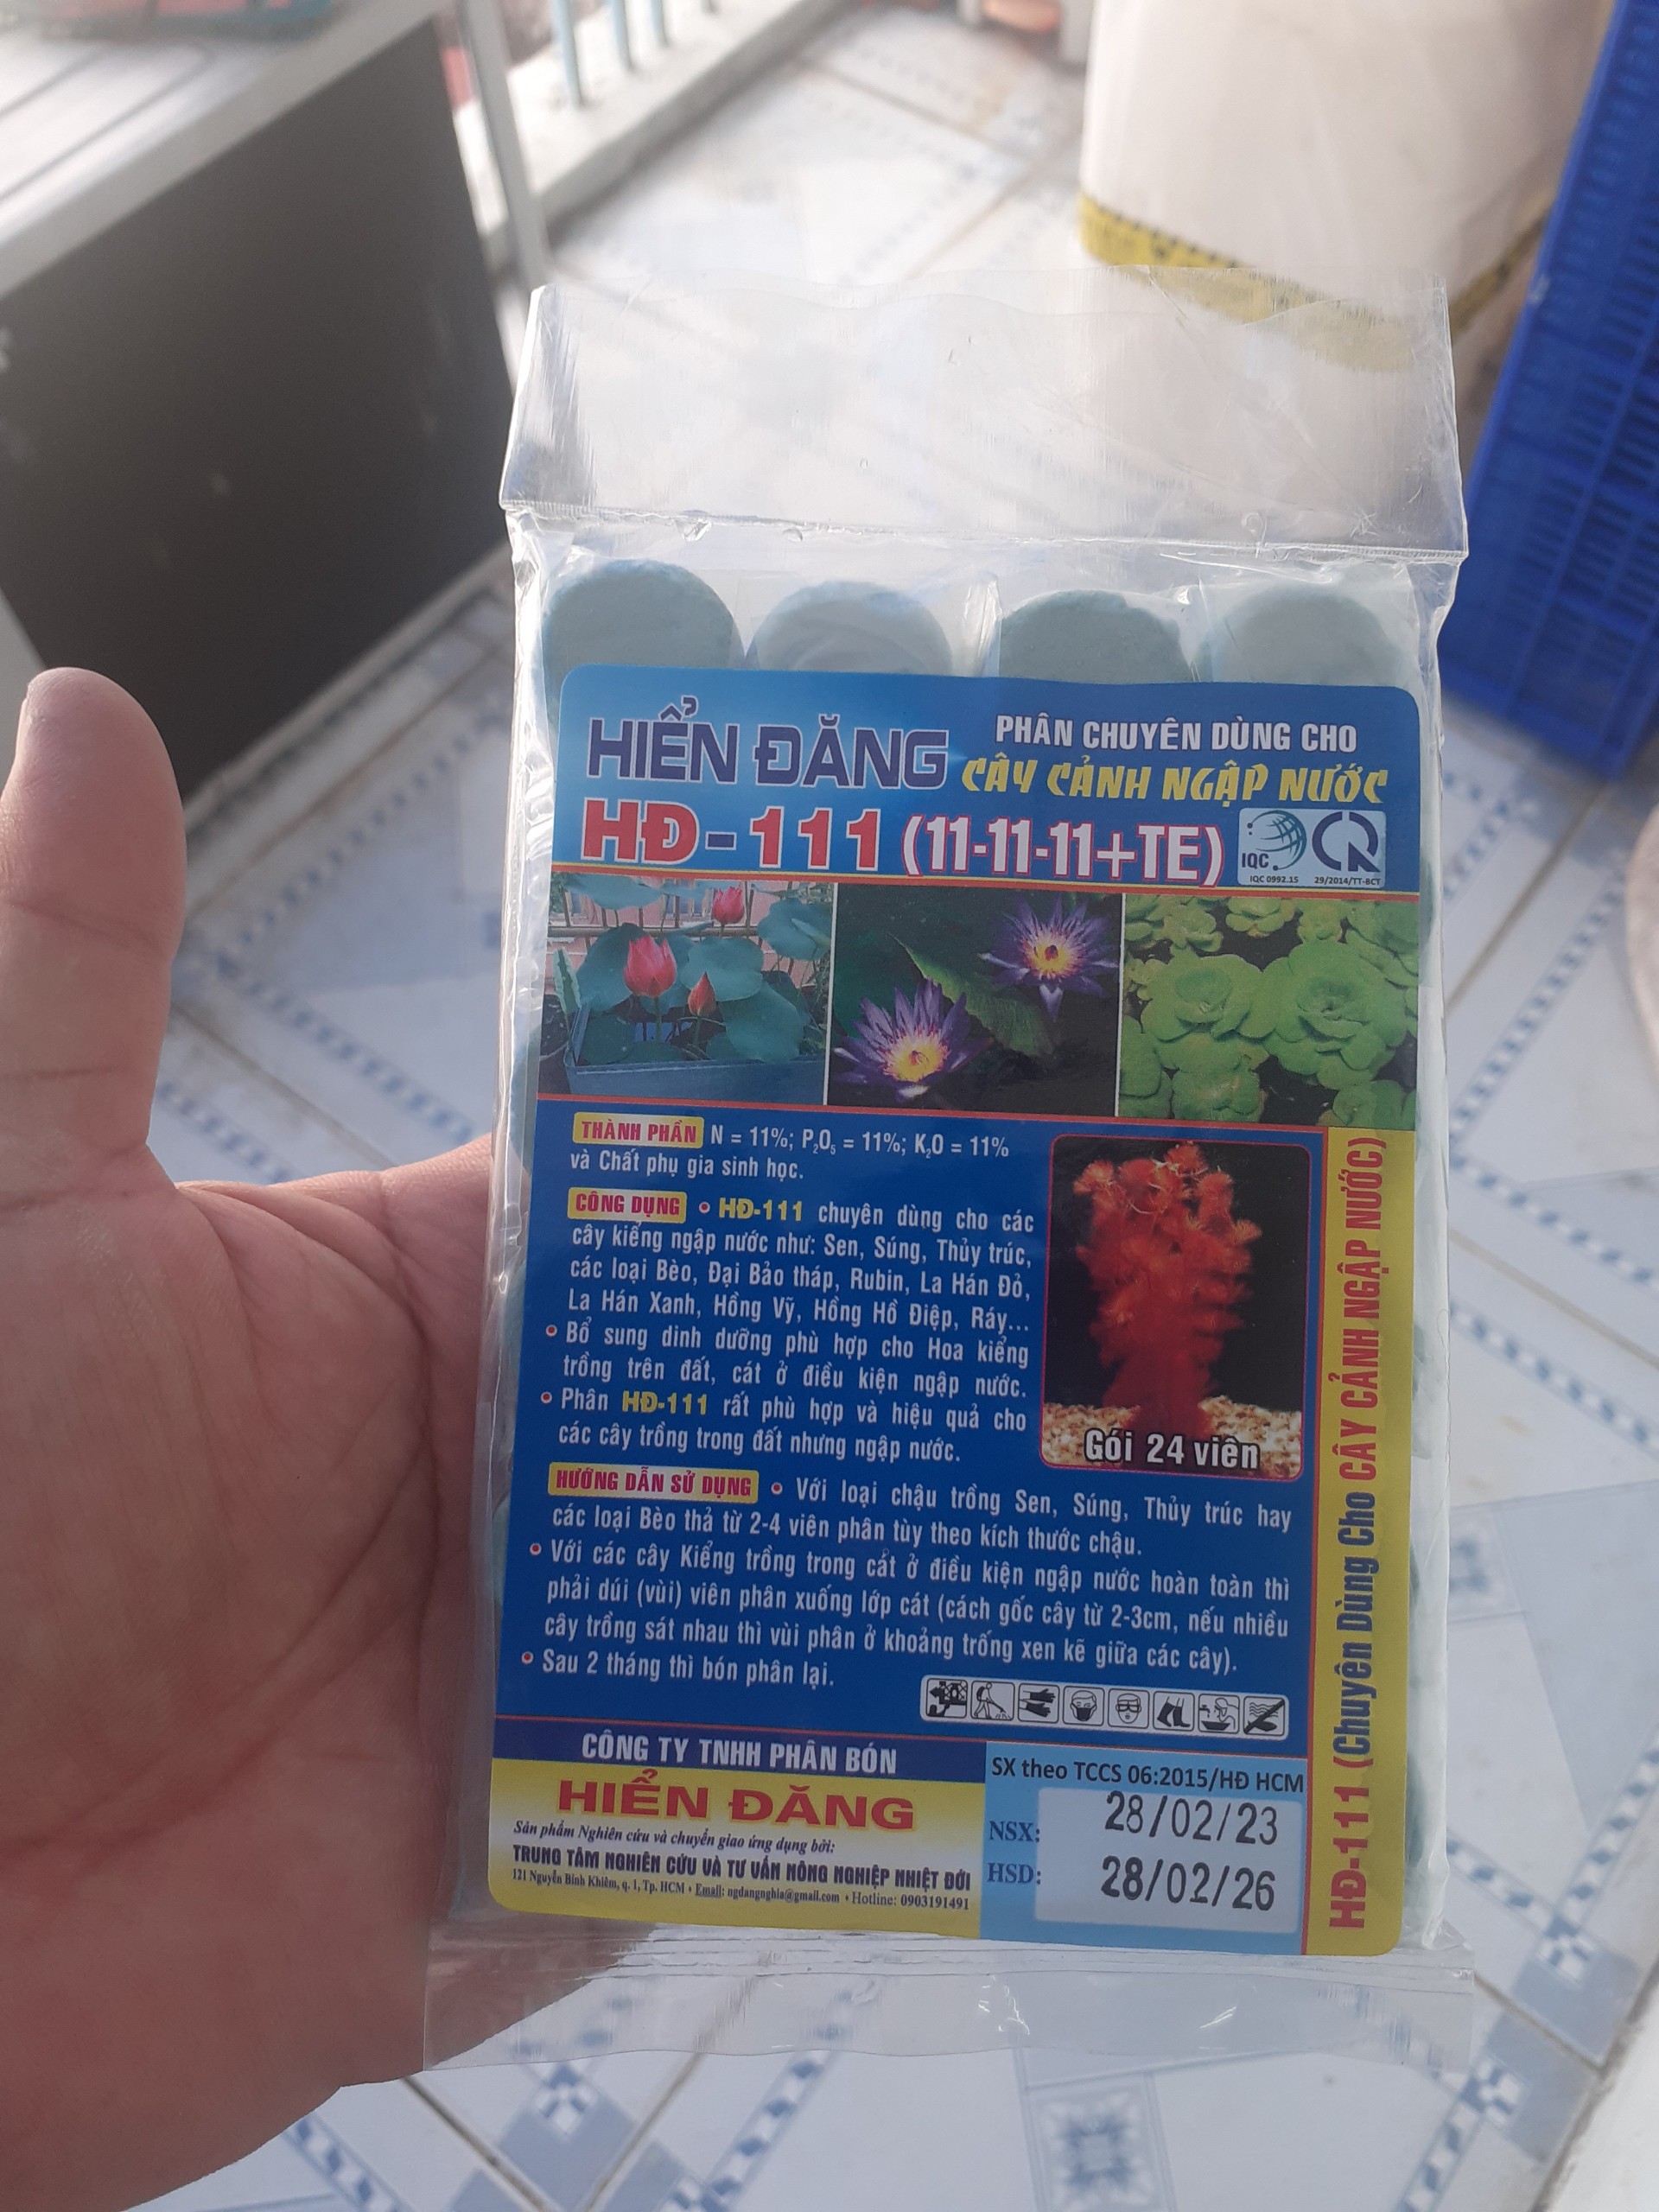 HIỂN ĐĂNG
PHÂN CHUYÊN DÙNG CHO
CÂY CẢNH NGẬP NƯỚC
HĐ-111 (11-11-11+TE)
IQC
IQC 0992.15
29/2014/TT-BCT
THÀNH PHẦN N = 11%; P₂O₅ = 11%; K₂O = 11%
và Chất phụ gia sinh học.
CÔNG DỤNG • HĐ-111 chuyên dùng cho các
cây kiểng ngập nước như: Sen, Súng, Thủy trúc,
các loại Bèo, Đại Bảo tháp, Rubin, La Hán Đỏ,
La Hán Xanh, Hồng Vỹ, Hồng Hồ Điệp, Ráy...
• Bổ sung dinh dưỡng phù hợp cho Hoa kiểng
trồng trên đất, cát ở điều kiện ngập nước.
• Phân HĐ-111 rất phù hợp và hiệu quả cho
các cây trồng trong đất nhưng ngập nước.
Gói 24 viên
HƯỚNG DẪN SỬ DỤNG • Với loại chậu trồng Sen, Súng, Thủy trúc hay
các loại Bèo thả từ 2-4 viên phân tùy theo kích thước chậu.
• Với các cây Kiểng trồng trong cát ở điều kiện ngập nước hoàn toàn thì
phải dúi (vùi) viên phân xuống lớp cát (cách gốc cây từ 2-3cm, nếu nhiều
cây trồng sát nhau thì vùi phân ở khoảng trống xen kẽ giữa các cây).
• Sau 2 tháng thì bón phân lại.
CÔNG TY TNHH PHÂN BÓN
HIỂN ĐĂNG
Sản phẩm Nghiên cứu và chuyển giao ứng dụng bởi:
TRUNG TÂM NGHIÊN CỨU VÀ TƯ VẤN NÔNG NGHIỆP NHIỆT ĐỚI
121 Nguyễn Bỉnh Khiêm, q. 1, Tp. HCM • Email: ngdangnghia@gmail.com • Hotline: 0903191491
SX theo TCCS 06:2015/HĐ HCM
NSX: 28/02/23
HSD: 28/02/26
HĐ-111 (Chuyên Dùng Cho CÂY CẢNH NGẬP NƯỚC)